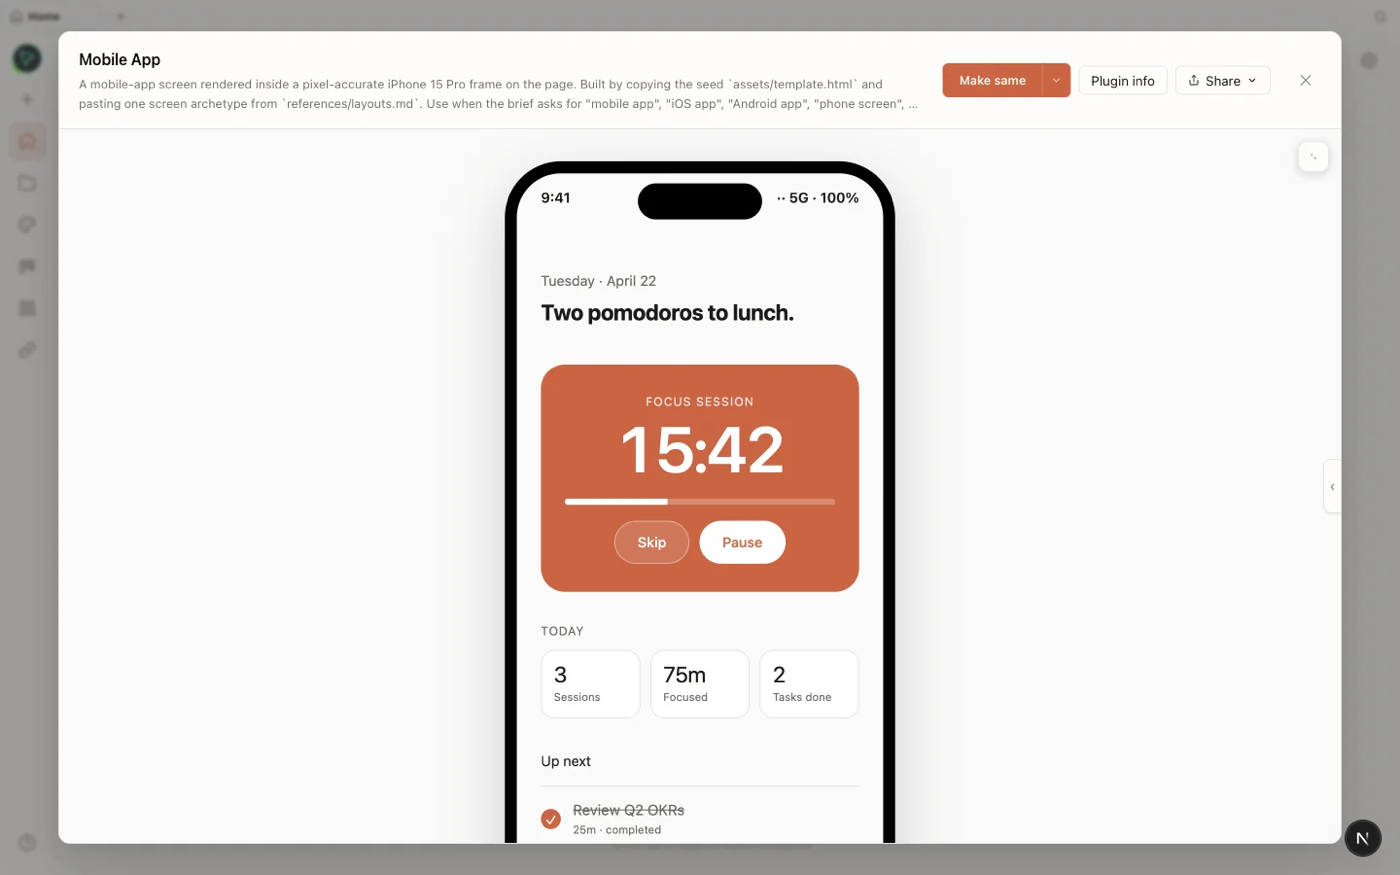 Home
Mobile App
A mobile-app screen rendered inside a pixel-accurate iPhone 15 Pro frame on the page. Built by copying the seed `assets/template.html` and
pasting one screen archetype from `references/layouts.md`. Use when the brief asks for "mobile app", "iOS app", "Android app", "phone screen", ...
Make same
Plugin info
Share
9:41
·· 5G · 100%
Tuesday · April 22
Two pomodoros to lunch.
FOCUS SESSION
15:42
Skip
Pause
TODAY
3
Sessions
75m
Focused
2
Tasks done
Up next
Review Q2 OKRs
25m · completed
N